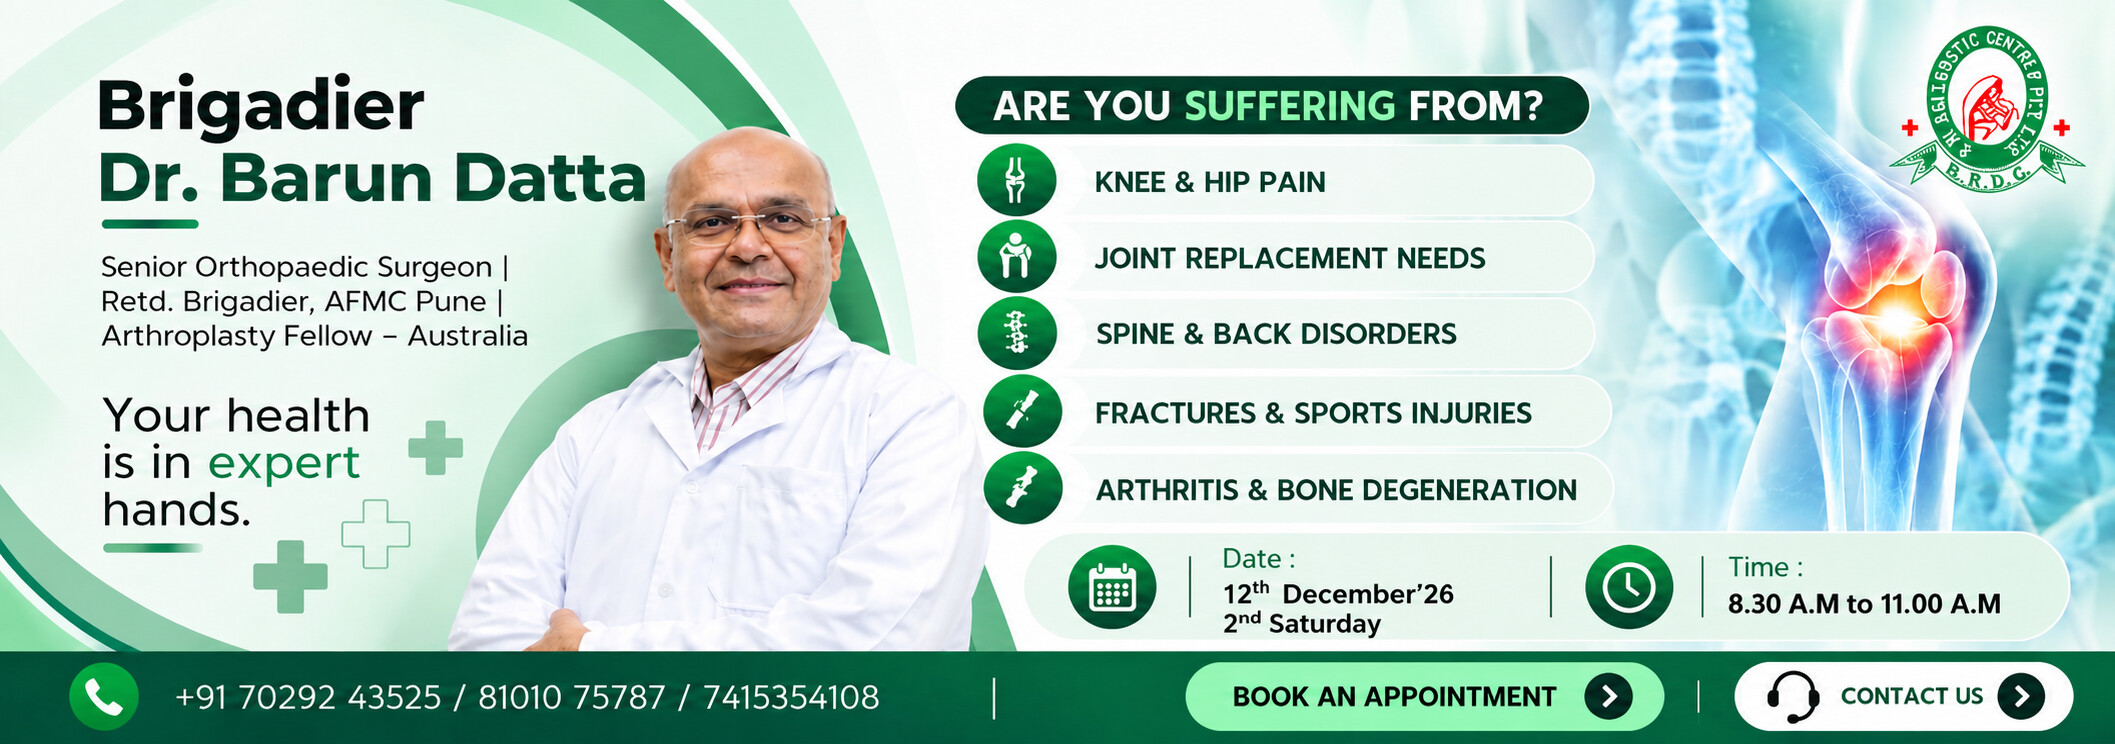 Brigadier
Dr. Barun Datta
Senior Orthopaedic Surgeon |
Retd. Brigadier, AFMC Pune |
Arthroplasty Fellow – Australia
Your health
is in expert
hands.
ARE YOU SUFFERING FROM?
KNEE & HIP PAIN
JOINT REPLACEMENT NEEDS
SPINE & BACK DISORDERS
FRACTURES & SPORTS INJURIES
ARTHRITIS & BONE DEGENERATION
Date :
12th December'26
2nd Saturday
Time :
8.30 A.M to 11.00 A.M
CENTRE
B.R.D.C.
+91 70292 43525 / 81010 75787 / 7415354108
|
BOOK AN APPOINTMENT
CONTACT US